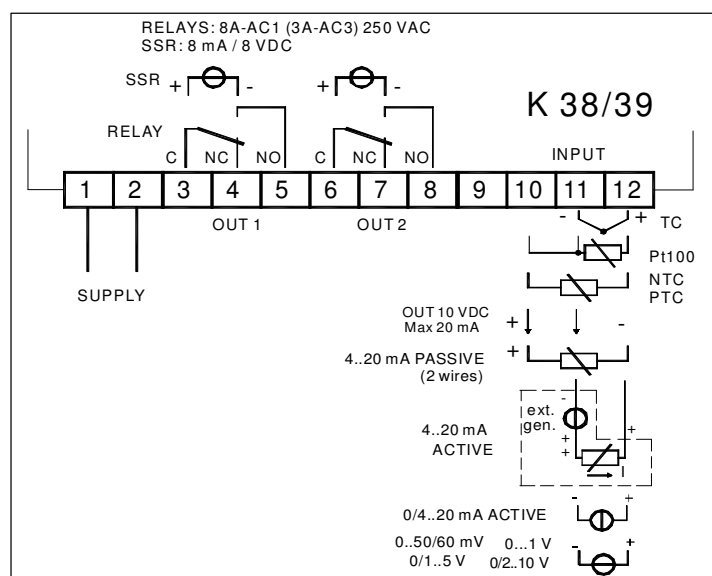 RELAYS: 8A-AC1 (3A-AC3) 250 VAC
SSR: 8 mA / 8 VDC
SSR + - + -
K 38/39
RELAY
C NC NO C NC NO INPUT
1 2 3 4 5 6 7 8 9 10 11 12
OUT 1 OUT 2
- + TC
Pt100
SUPPLY
NTC
PTC
OUT 10 VDC
Max 20 mA
+ -
4..20 mA PASSIVE
(2 wires)
+
-
ext.
gen.
4..20 mA
ACTIVE
+
+
+
I
0/4..20 mA ACTIVE
- +
0..50/60 mV 0...1 V
0/1..5 V 0/2..10 V
- +